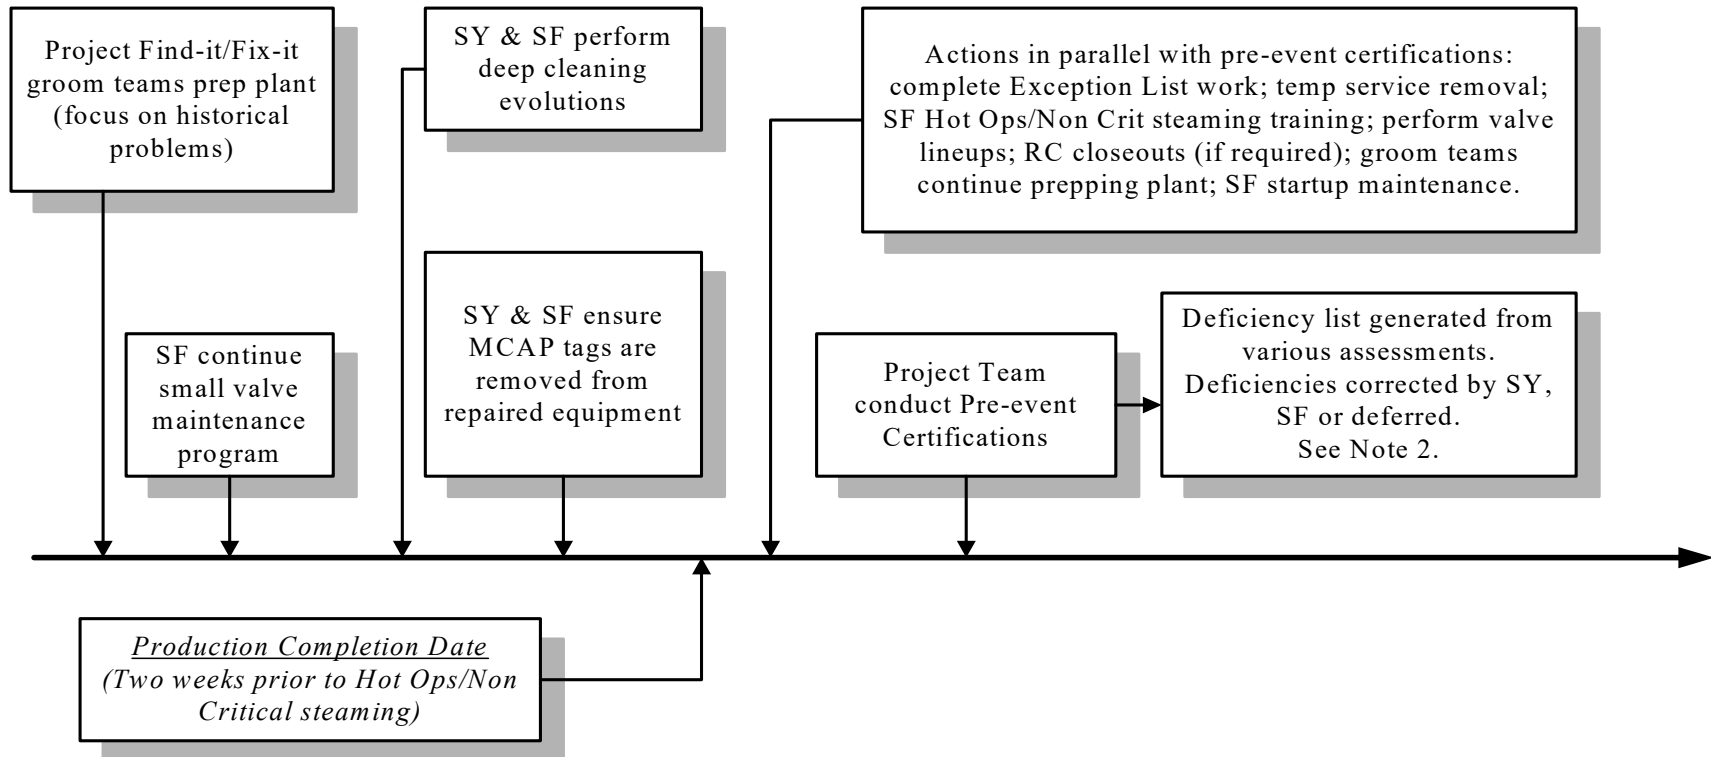 Project Find-it/Fix-it
groom teams prep plant
(focus on historical
problems)
SY & SF perform
deep cleaning
evolutions
Actions in parallel with pre-event certifications:
complete Exception List work; temp service removal;
SF Hot Ops/Non Crit steaming training; perform valve
lineups; RC closeouts (if required); groom teams
continue prepping plant; SF startup maintenance.
SF continue
small valve
maintenance
program
SY & SF ensure
MCAP tags are
removed from
repaired equipment
Project Team
conduct Pre-event
Certifications
Deficiency list generated from
various assessments.
Deficiencies corrected by SY,
SF or deferred.
See Note 2.
Production Completion Date
(Two weeks prior to Hot Ops/Non
Critical steaming)